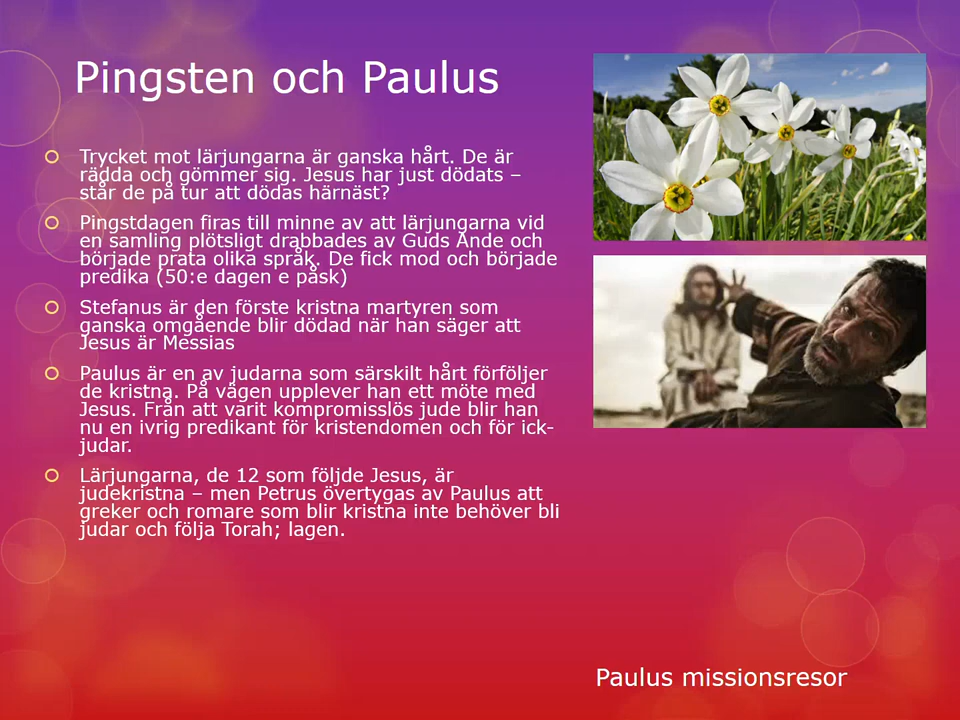 Pingsten och Paulus
Trycket mot lärjungarna är ganska hårt. De är
rädda och gömmer sig. Jesus har just dödats –
står de på tur att dödas härnäst?
Pingstdagen firas till minne av att lärjungarna vid
en samling plötsligt drabbades av Guds Ande och
började prata olika språk. De fick mod och började
predika (50:e dagen e påsk)
Stefanus är den förste kristna martyren som
ganska omgående blir dödad när han säger att
Jesus är Messias
Paulus är en av judarna som särskilt hårt förföljer
de kristna. På vägen upplever han ett möte med
Jesus. Från att varit kompromisslös jude blir han
nu en ivrig predikant för kristendomen och för ick-
judar.
Lärjungarna, de 12 som följde Jesus, är
judekristna – men Petrus övertygas av Paulus att
greker och romare som blir kristna inte behöver bli
judar och följa Torah; lagen.
Paulus missionsresor